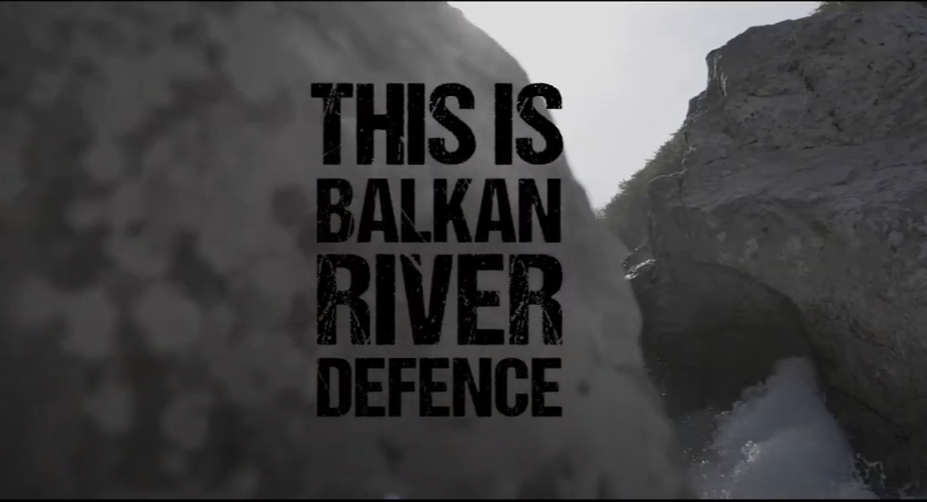 THIS IS
BALKAN
RIVER
DEFENCE